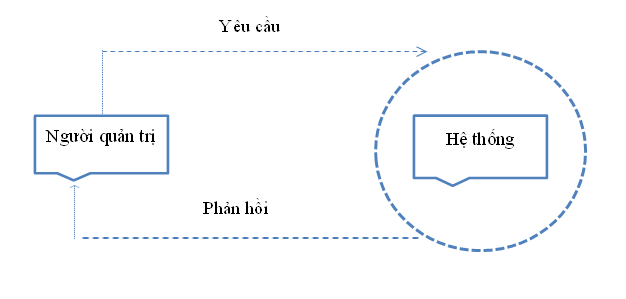 Yêu cầu
Người quản trị
Hệ thống
Phản hồi